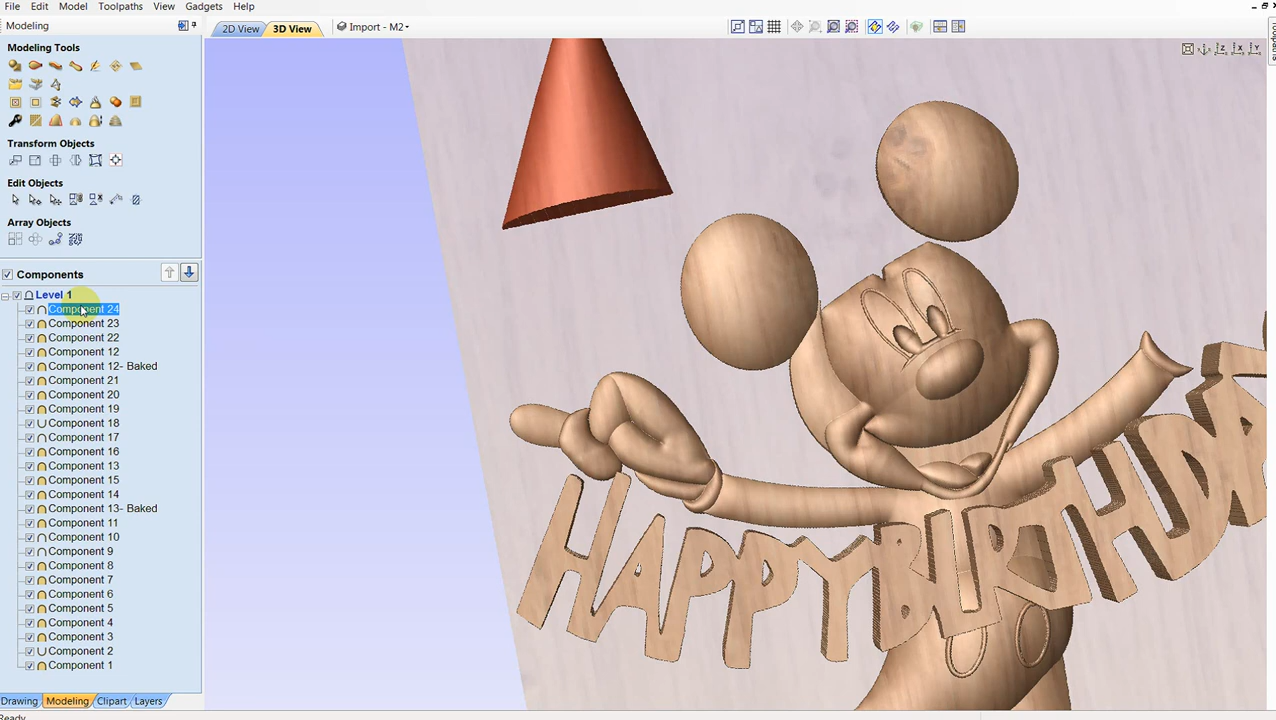 File Edit Model Toolpaths View Gadgets Help
Modeling
2D View 3D View Import - M2
Modeling Tools
Transform Objects
Edit Objects
Array Objects
Components
Level 1
Component 24
Component 23
Component 22
Component 12
Component 12- Baked
Component 21
Component 20
Component 19
Component 18
Component 17
Component 16
Component 13
Component 15
Component 14
Component 13- Baked
Component 11
Component 10
Component 9
Component 8
Component 7
Component 6
Component 5
Component 4
Component 3
Component 2
Component 1
HAPPY BIRTHDA
Drawing Modeling Clipart Layers
Ready